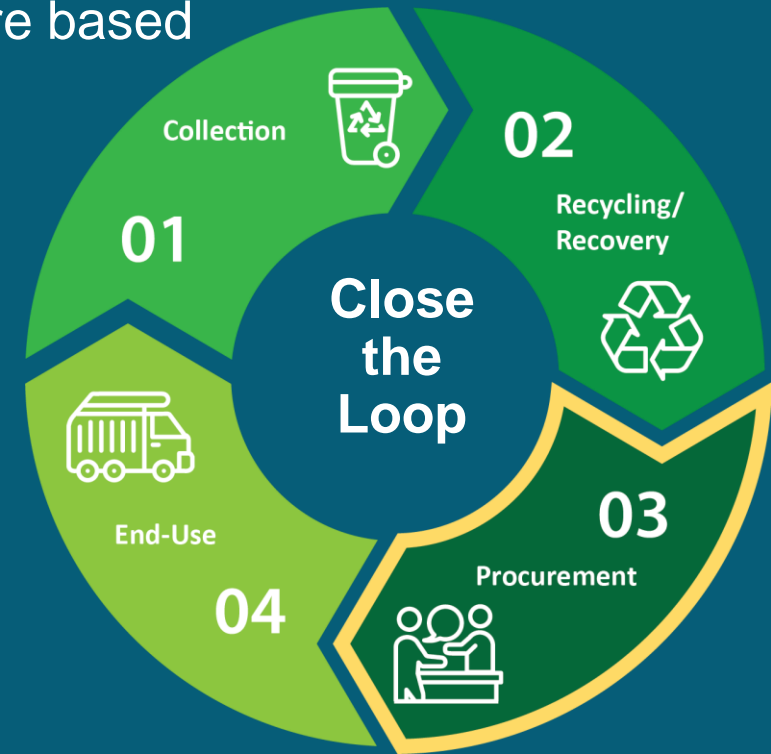 re based
Collection
01
02
Recycling/
Recovery
Close
the
Loop
03
Procurement
End-Use
04